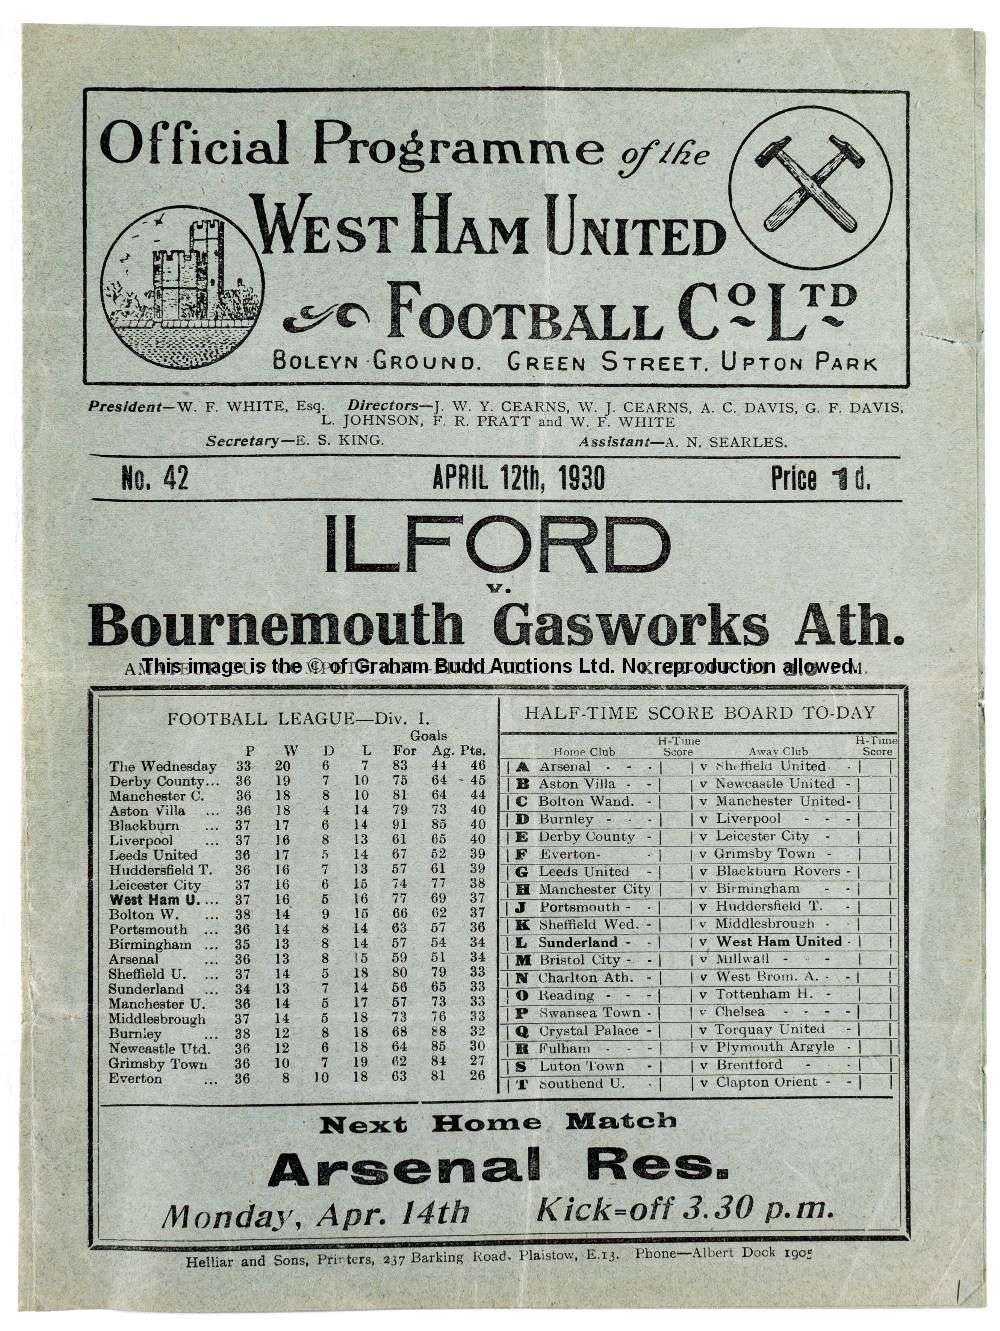 Official Programme of the
WEST HAM UNITED
FOOTBALL Co LTD
BOLEYN GROUND. GREEN STREET. UPTON PARK
President—W. F. WHITE, Esq. Directors—J. W. Y. CEARNS, W. J. CEARNS, A. C. DAVIS, G. F. DAVIS,
L. JOHNSON, F. R. PRATT and W. F. WHITE
Secretary—E. S. KING. Assistant—A. N. SEARLES.
No. 42 APRIL 12th, 1930 Price 1d.
ILFORD
v.
Bournemouth Gasworks Ath.
This image is the © of Graham Budd Auctions Ltd. No reproduction allowed.
FOOTBALL LEAGUE—Div. I.
Goals
P W D L For Ag. Pts.
The Wednesday 33 20 6 7 83 44 46
Derby County... 36 19 7 10 75 64 45
Manchester C. 36 18 8 10 81 64 44
Aston Villa ... 36 18 4 14 79 73 40
Blackburn ... 37 17 6 14 91 85 40
Liverpool ... 37 16 8 13 61 65 40
Leeds United 36 17 5 14 67 52 39
Huddersfield T. 36 16 7 13 57 61 39
Leicester City 37 16 6 15 74 77 38
West Ham U.... 37 16 5 16 77 69 37
Bolton W. ... 38 14 9 15 66 62 37
Portsmouth ... 36 14 8 14 63 57 36
Birmingham ... 35 13 8 14 57 54 34
Arsenal ... 36 13 8 15 59 51 34
Sheffield U. ... 37 14 5 18 80 79 33
Sunderland ... 34 13 7 14 56 65 33
Manchester U. 36 14 5 17 57 73 33
Middlesbrough 37 14 5 18 73 76 33
Burnley ... 38 12 8 18 68 88 32
Newcastle Utd. 36 12 6 18 64 85 30
Grimsby Town 36 10 7 19 62 84 27
Everton ... 36 8 10 18 63 81 26
HALF-TIME SCORE BOARD TO-DAY
Home Club H-Time Score Away Club H-Time Score
A Arsenal - - - v Sheffield United -
B Aston Villa - - v Newcastle United -
C Bolton Wand. - v Manchester United-
D Burnley - - - v Liverpool - - -
E Derby County - v Leicester City -
F Everton- - v Grimsby Town -
G Leeds United - v Blackburn Rovers -
H Manchester City v Birmingham - -
J Portsmouth - - v Huddersfield T. -
K Sheffield Wed. - v Middlesbrough -
L Sunderland - - v West Ham United -
M Bristol City - - v Millwall - - -
N Charlton Ath. - v West Brom. A. - -
O Reading - - - v Tottenham H. -
P Swansea Town - v Chelsea - - - -
Q Crystal Palace - v Torquay United -
R Fulham - - - v Plymouth Argyle -
S Luton Town - v Brentford - -
T Southend U. - v Clapton Orient - -
Next Home Match
Arsenal Res.
Monday, Apr. 14th Kick=off 3.30 p.m.
Helliar and Sons, Printers, 237 Barking Road, Plaistow, E.13. Phone—Albert Dock 1905